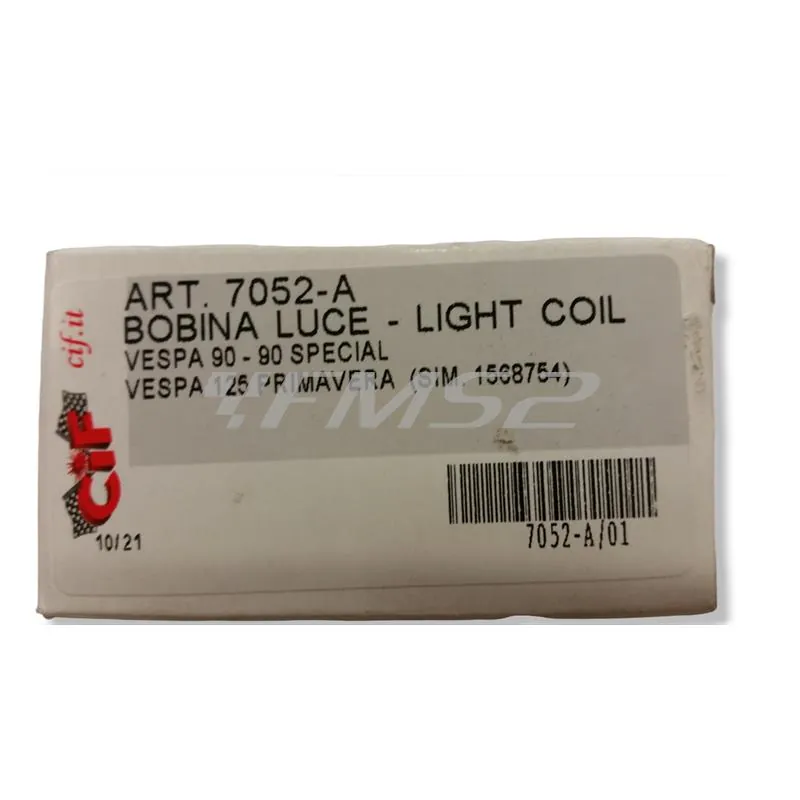 ART. 7052-A
BOBINA LUCE - LIGHT COIL
VESPA 90 - 90 SPECIAL
VESPA 125 PRIMAVERA (SIM. 1568754)
FMS2
cif.it
CiF
10/21
7052-A/01